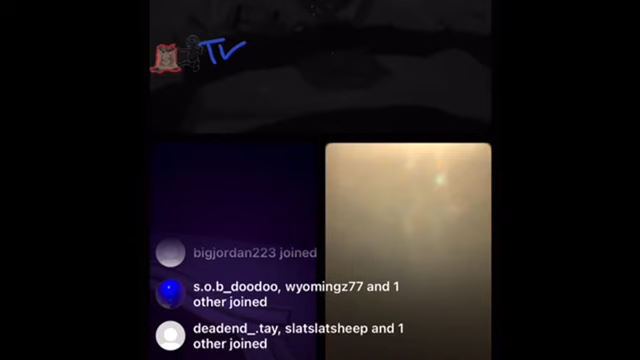 TV
bigjordan223 joined
s.o.b_doodoo, wyomingz77 and 1
other joined
deadend_.tay, slatslatsheep and 1
other joined